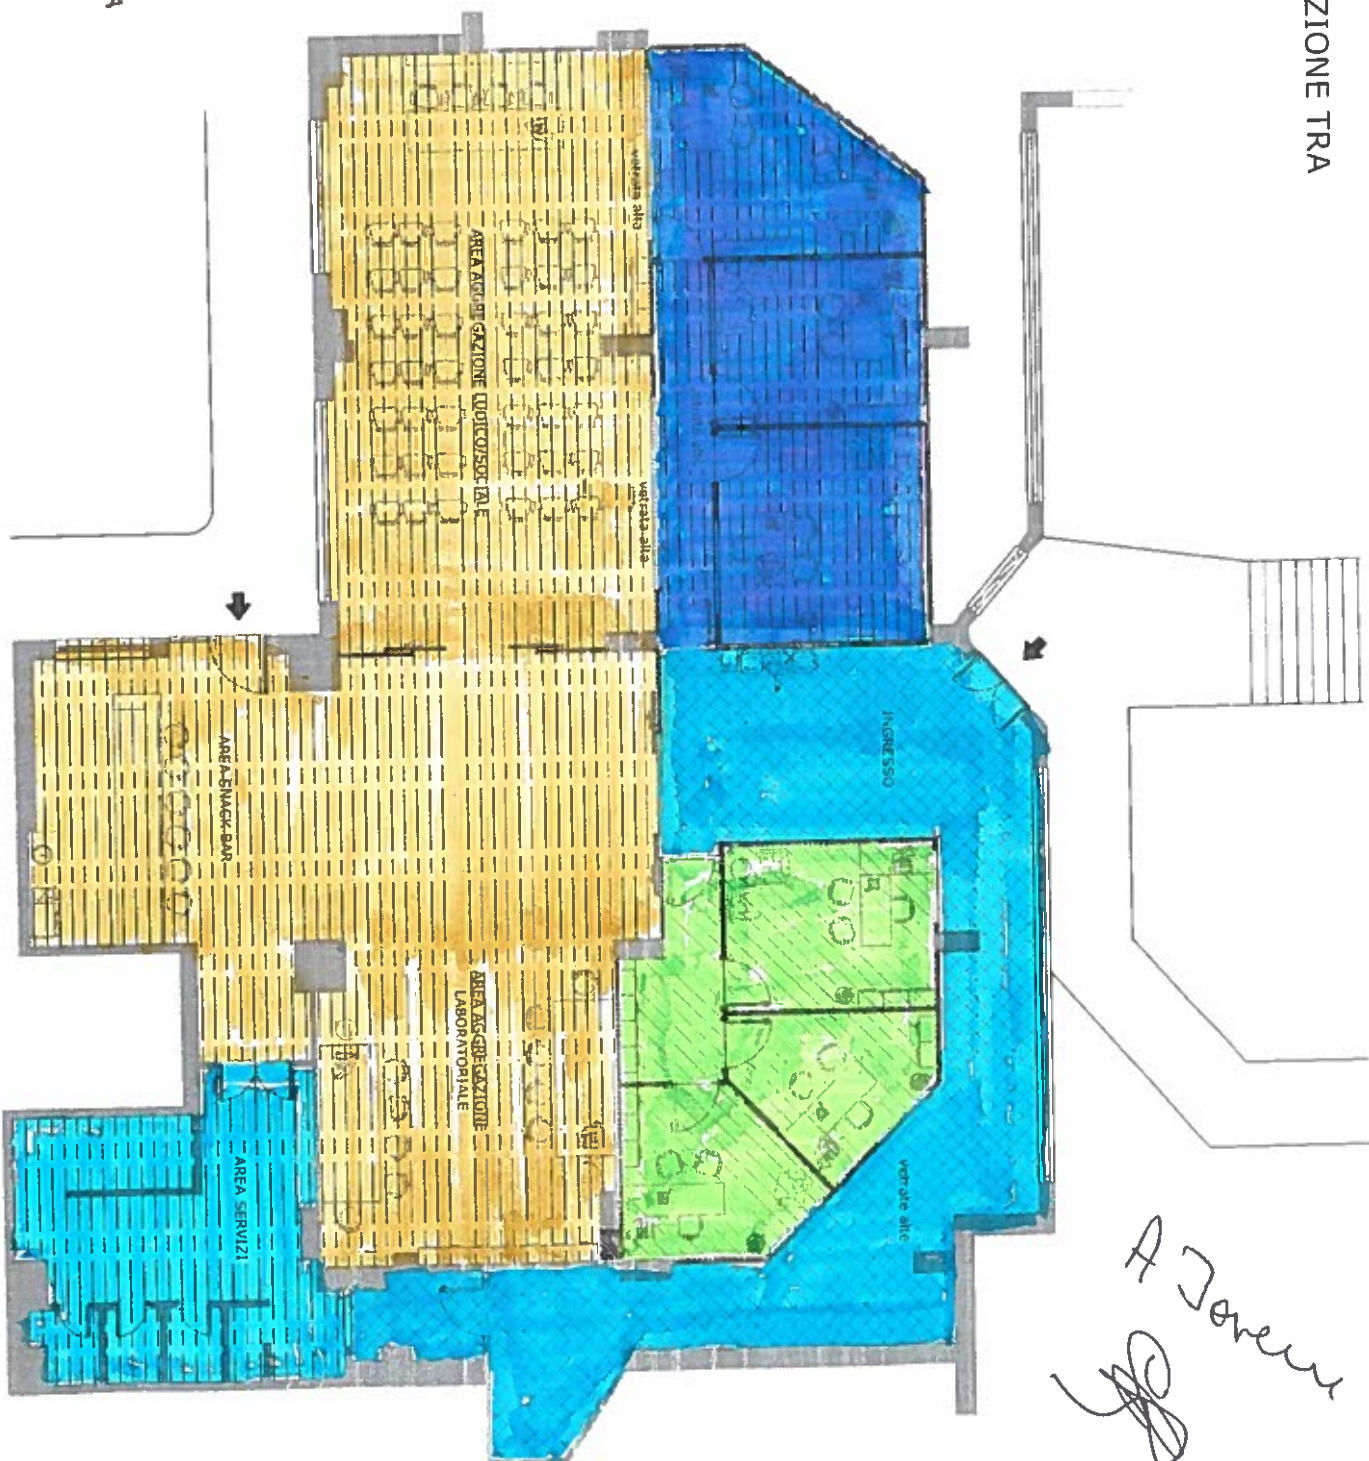 ZIONE TRA
vetrata alta
AREA AGGREGAZIONE LUDICO/SOCIALE
vetrata alta
INGRESSO
AREA SNACK-BAR
AREA AGGREGAZIONE
LABORATORIALE
vetrate alte
AREA SERVIZI